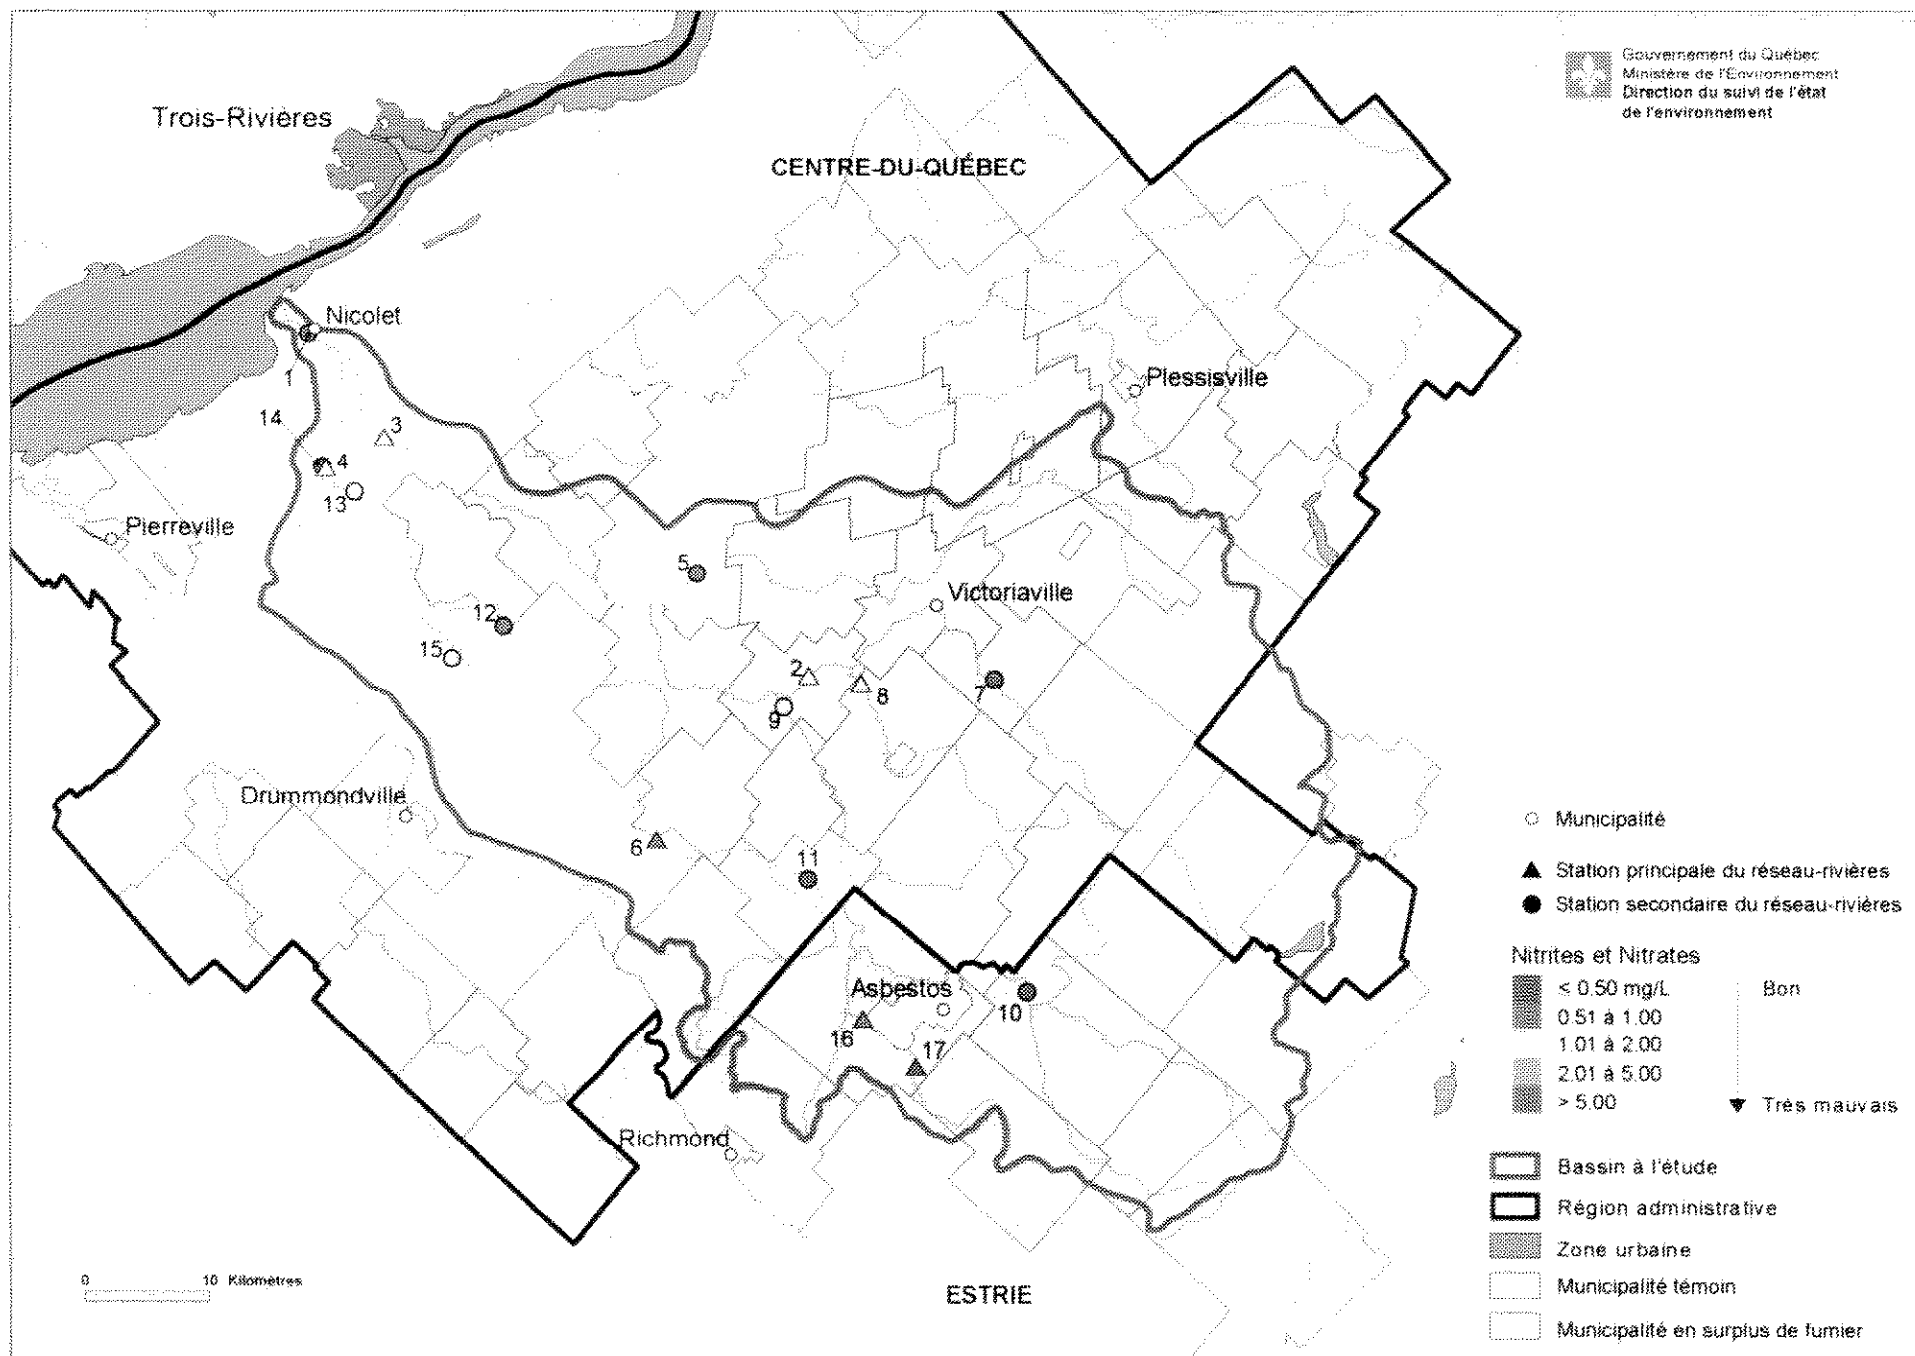 Gouvernement du Québec
Ministère de l'Environnement
Direction du suivi de l'état
de l'environnement
Trois-Rivières
CENTRE-DU-QUÉBEC
Nicolet
1
Plessisville
14
3
4
13
Pierreville
5
Victoriaville
12
15
2
8
7
9
Drummondville
6
11
Asbestos
10
16
17
Richmond
ESTRIE
0 10 Kilomètres
Municipalité
Station principale du réseau-rivières
Station secondaire du réseau-rivières
Nitrites et Nitrates
≤ 0.50 mg/L Bon
0.51 à 1.00
1.01 à 2.00
2.01 à 5.00
> 5.00 Très mauvais
Bassin à l'étude
Région administrative
Zone urbaine
Municipalité témoin
Municipalité en surplus de fumier